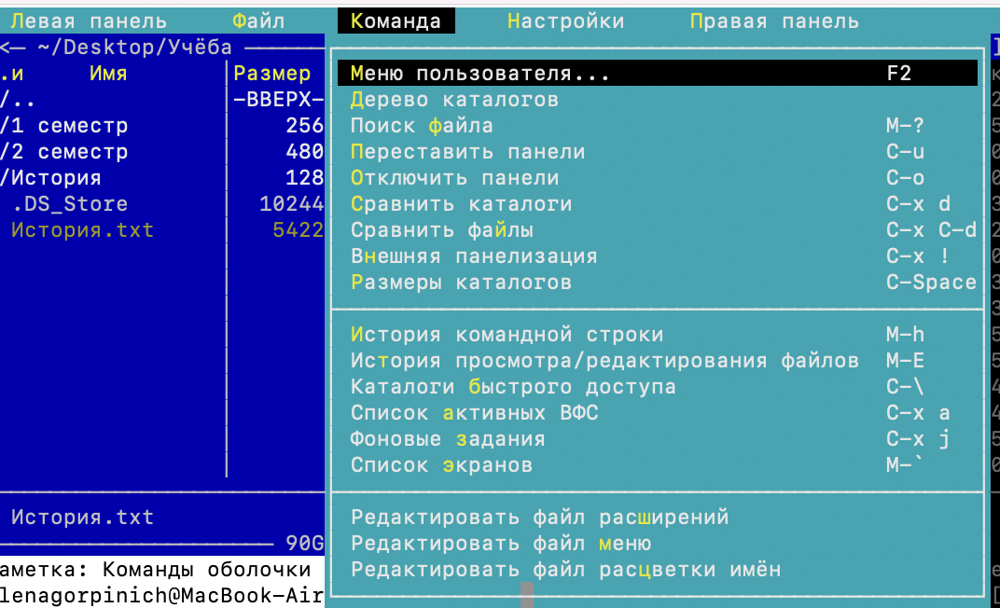 Левая панель Файл Команда Настройки Правая панель
<— ~/Desktop/Учёба
.и Имя Размер
/.. —ВВЕРХ—
/1 семестр 256
/2 семестр 480
/История 128
.DS_Store 10244
История.txt 5422
История.txt
90G
аметка: Команды оболочки
lenagorpinich@MacBook-Air
Меню пользователя... F2
Дерево каталогов
Поиск файла M-?
Переставить панели C-u
Отключить панели C-o
Сравнить каталоги C-x d
Сравнить файлы C-x C-d
Внешняя панелизация C-x !
Размеры каталогов C-Space
История командной строки M-h
История просмотра/редактирования файлов M-E
Каталоги быстрого доступа C-\
Список активных ВФС C-x a
Фоновые задания C-x j
Список экранов M-`
Редактировать файл расширений
Редактировать файл меню
Редактировать файл расцветки имён